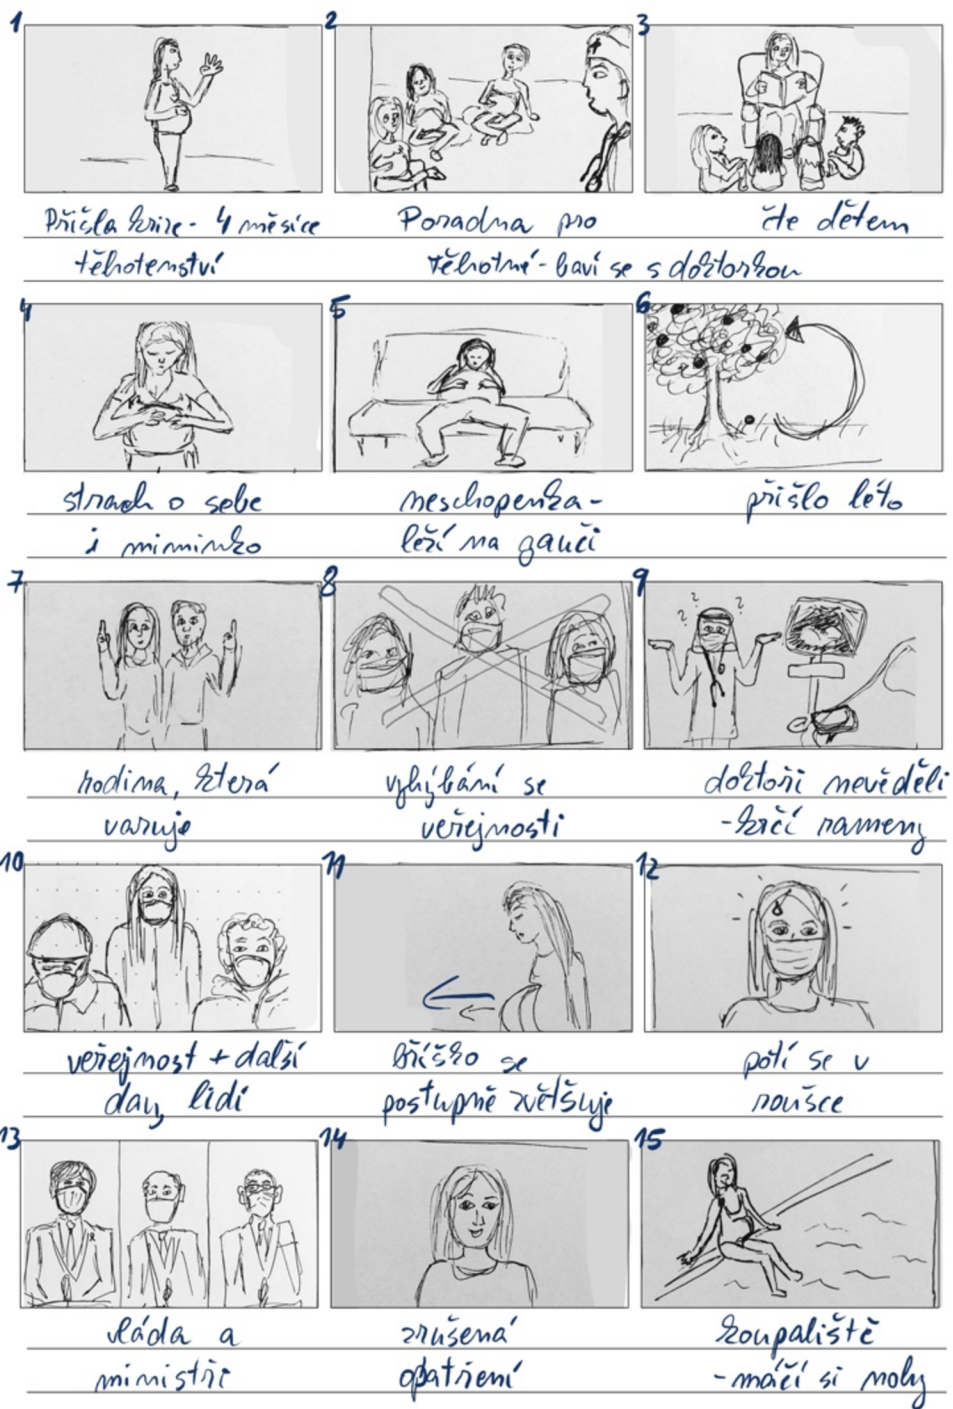 1
2
3
Přišla krize - 4 měsíce
těhotenství
Poradna pro
těhotné - baví se s doktorkou
čte dětem
4
5
6
strach o sebe
i miminko
neschopenka -
leží na gauči
přišlo léto
7
8
9
rodina, která
varuje
vyhýbání se
veřejnosti
doktoři nevěděli
- krčí rameny
? ?
?
10
11
12
veřejnost + další
davy lidí
bříško se
postupně zvětšuje
potí se v
roušce
13
14
15
vláda a
ministři
zrušená
opatření
koupaliště
- máčí si nohy